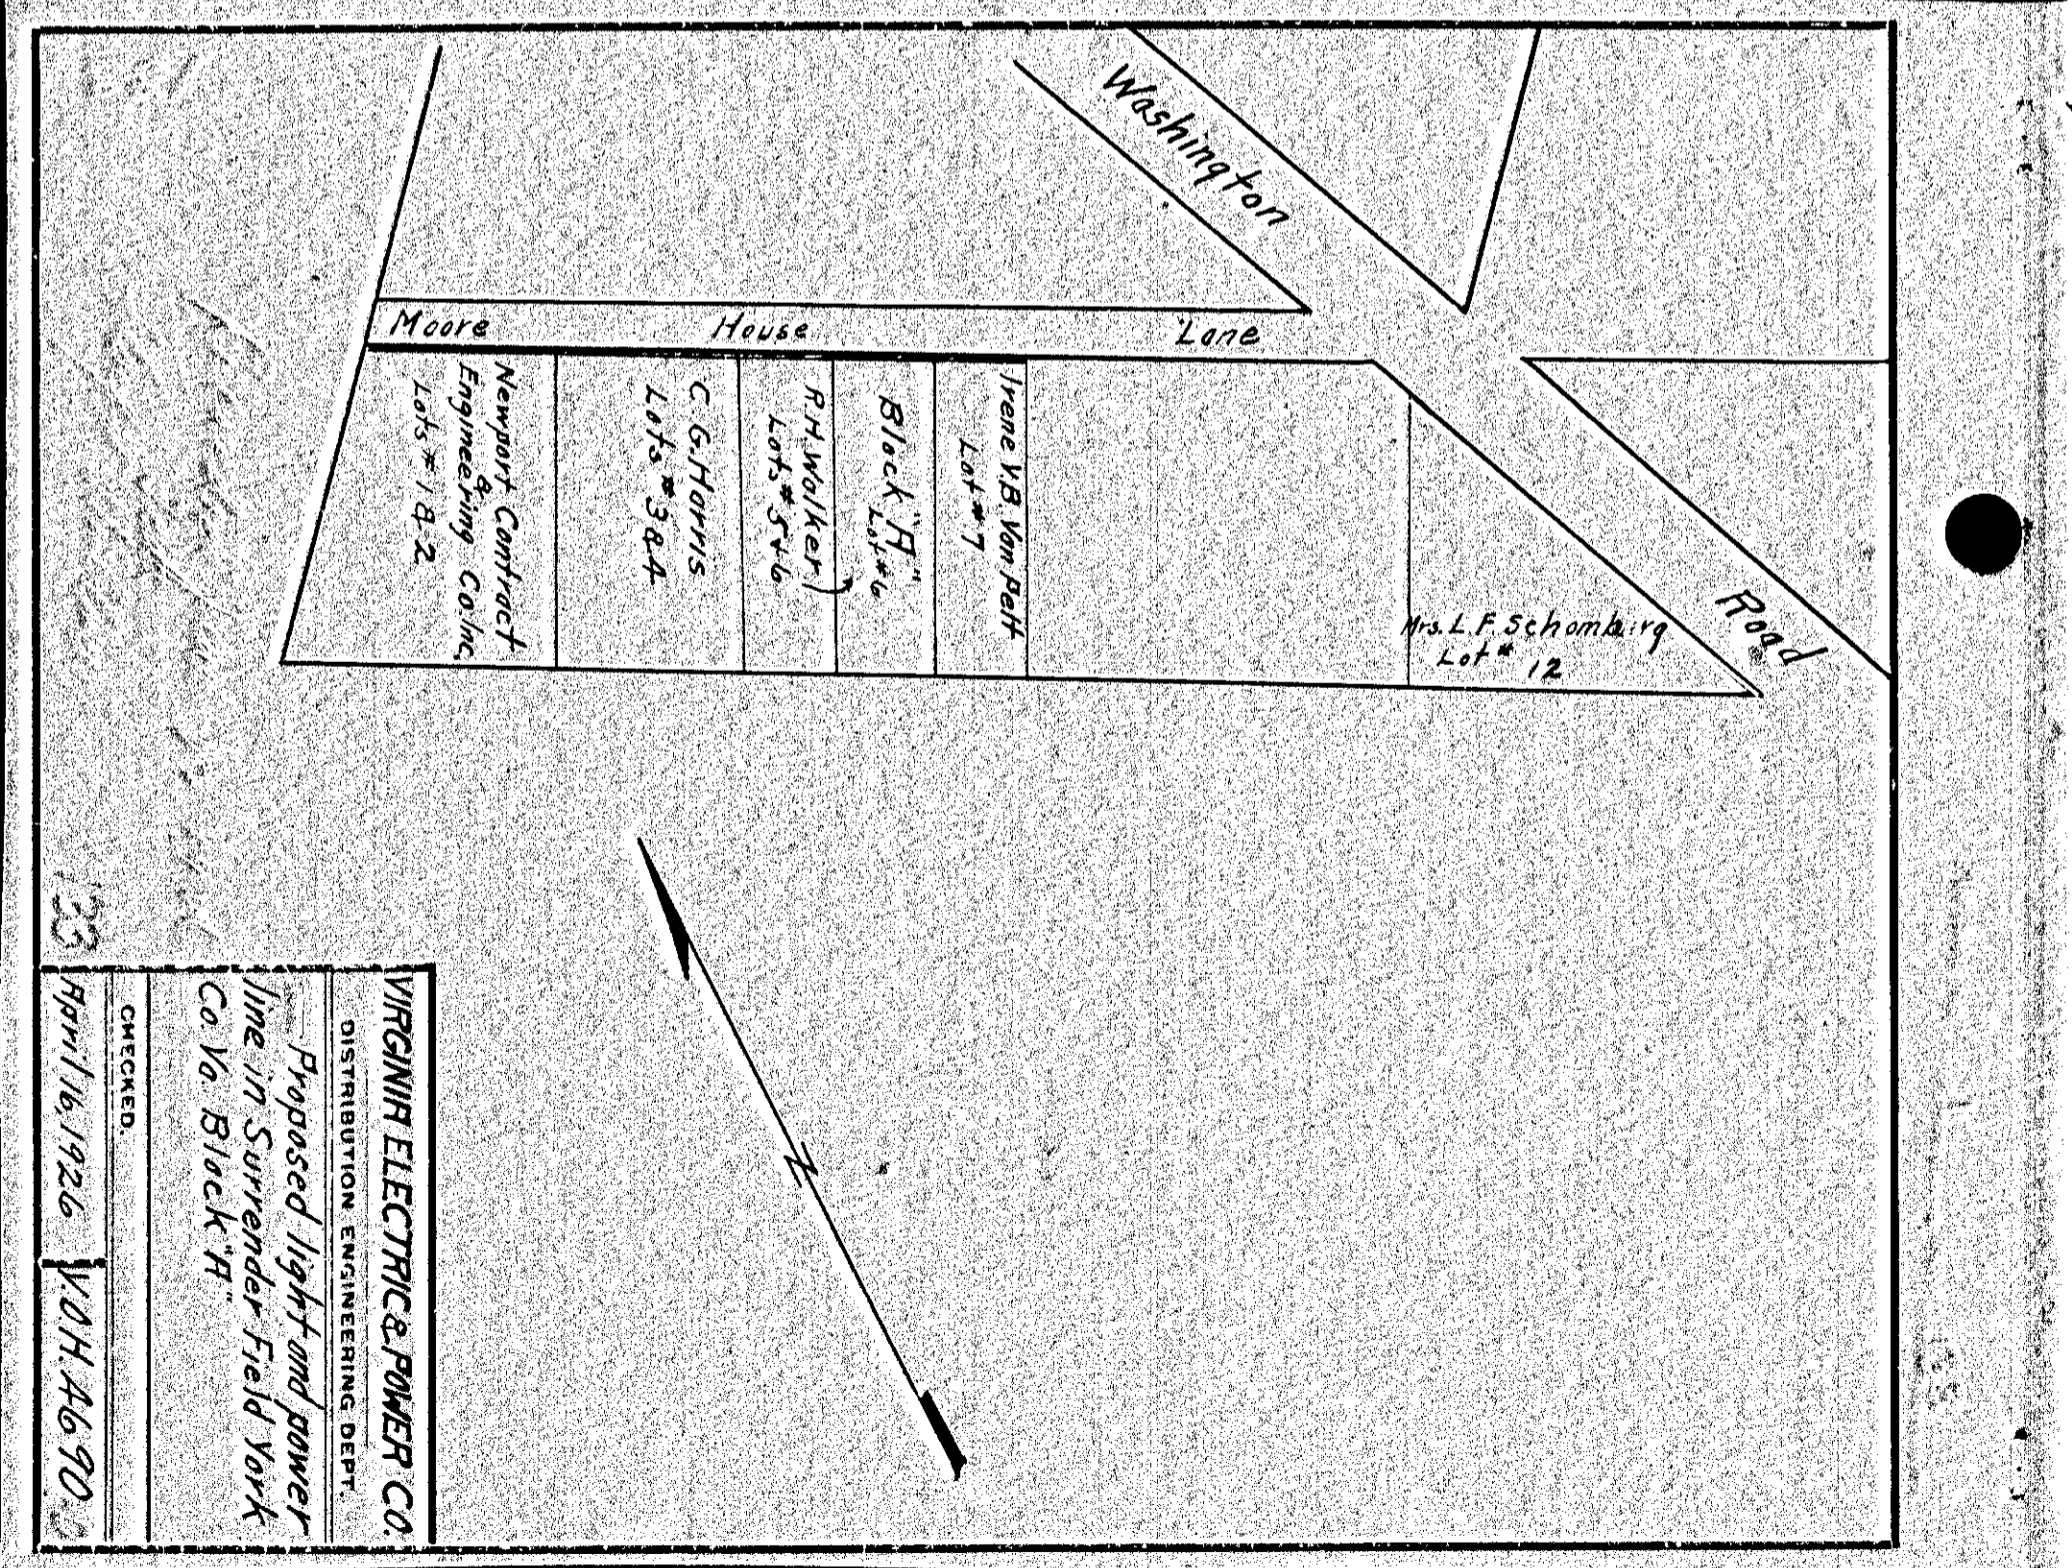 Washington
Road
Moore House Lane
Newport Contract
&
Engineering Co. Inc.
Lots # 1 & 2
C. G. Harris
Lots # 3 & 4
R. H. Walker
Lots # 5 + 6
Block "A"
Lot # 6
Irene V.B. Van Pelt
Lot # 7
Mrs. L. F. Schomburg
Lot # 12
N
VIRGINIA ELECTRIC & POWER CO.
DISTRIBUTION ENGINEERING DEPT.
Proposed light and power
line in Surrender Field York
Co. Va. Block "A"
CHECKED.
April 16, 1926
V.O.H. A690
133